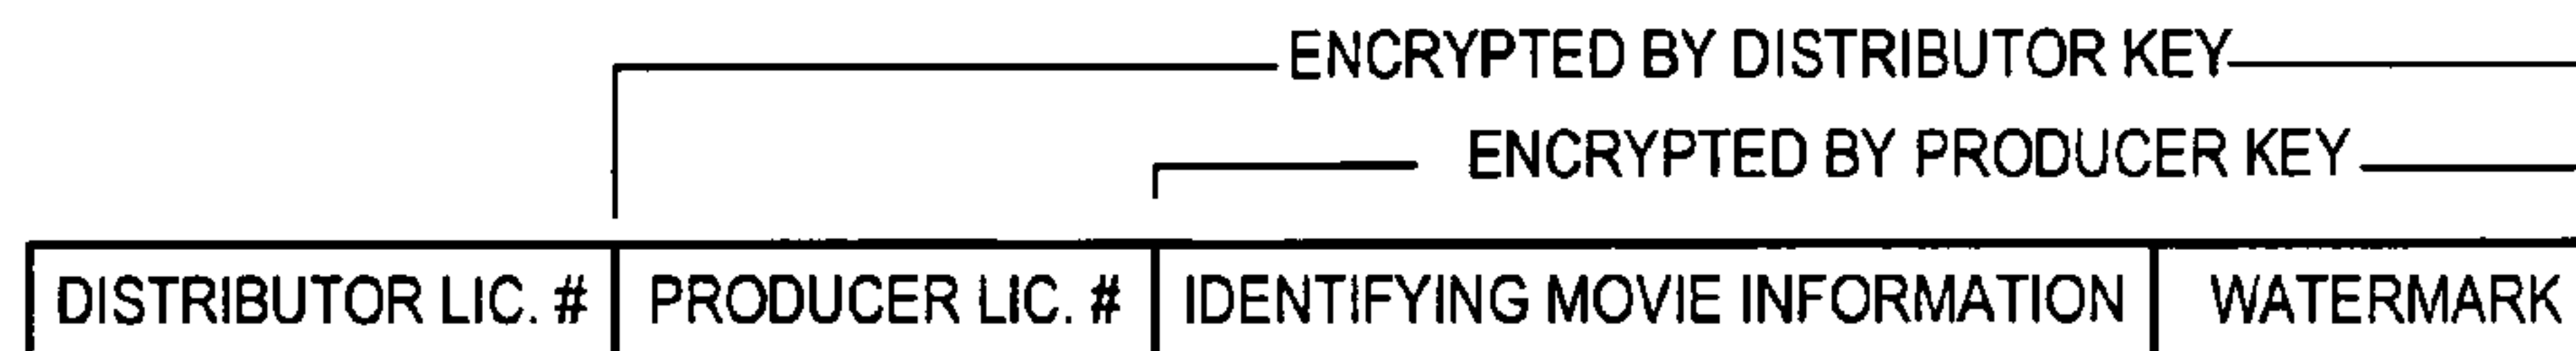 ENCRYPTED BY DISTRIBUTOR KEY
ENCRYPTED BY PRODUCER KEY
DISTRIBUTOR LIC. # PRODUCER LIC. # IDENTIFYING MOVIE INFORMATION WATERMARK